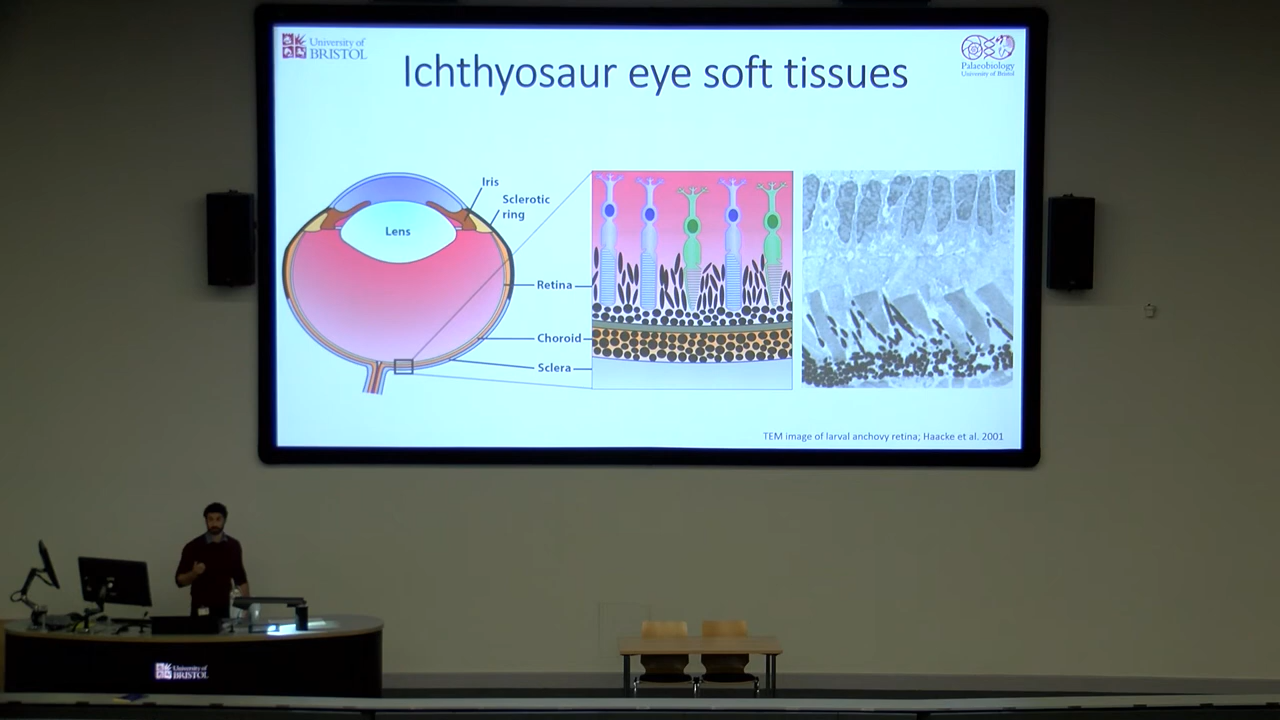 University of
BRISTOL
Ichthyosaur eye soft tissues
Palaeobiology
University of Bristol
Iris
Sclerotic
ring
Lens
Retina
Choroid
Sclera
TEM image of larval anchovy retina; Haacke et al. 2001
University of
BRISTOL